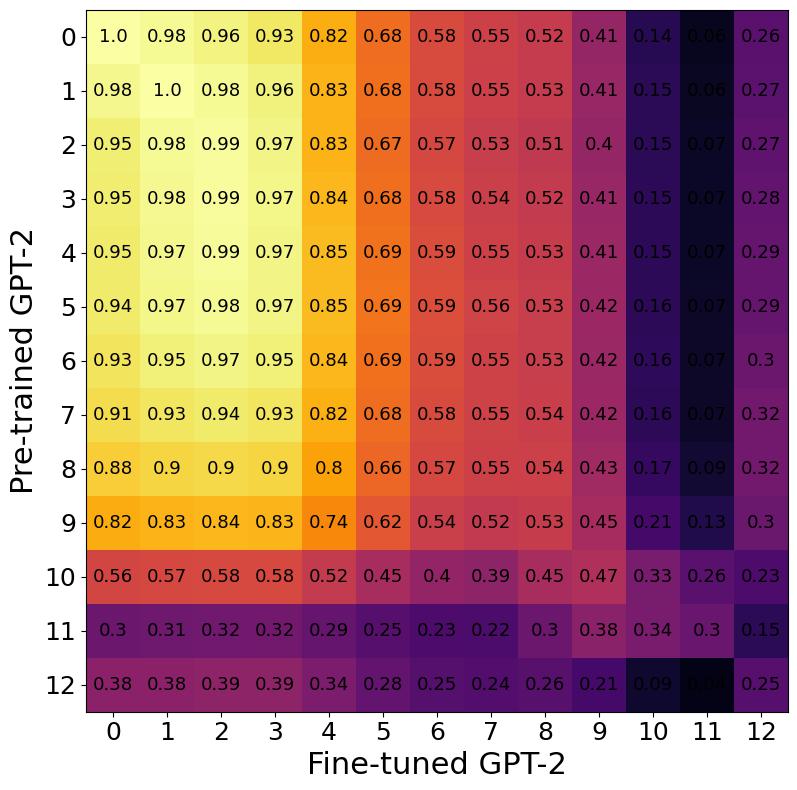 0 1.0 0.98 0.96 0.93 0.82 0.68 0.58 0.55 0.52 0.41 0.14 0.06 0.26
1 0.98 1.0 0.98 0.96 0.83 0.68 0.58 0.55 0.53 0.41 0.15 0.06 0.27
2 0.95 0.98 0.99 0.97 0.83 0.67 0.57 0.53 0.51 0.4 0.15 0.07 0.27
3 0.95 0.98 0.99 0.97 0.84 0.68 0.58 0.54 0.52 0.41 0.15 0.07 0.28
4 0.95 0.97 0.99 0.97 0.85 0.69 0.59 0.55 0.53 0.41 0.15 0.07 0.29
5 0.94 0.97 0.98 0.97 0.85 0.69 0.59 0.56 0.53 0.42 0.16 0.07 0.29
6 0.93 0.95 0.97 0.95 0.84 0.69 0.59 0.55 0.53 0.42 0.16 0.07 0.3
7 0.91 0.93 0.94 0.93 0.82 0.68 0.58 0.55 0.54 0.42 0.16 0.07 0.32
8 0.88 0.9 0.9 0.9 0.8 0.66 0.57 0.55 0.54 0.43 0.17 0.09 0.32
9 0.82 0.83 0.84 0.83 0.74 0.62 0.54 0.52 0.53 0.45 0.21 0.13 0.3
10 0.56 0.57 0.58 0.58 0.52 0.45 0.4 0.39 0.45 0.47 0.33 0.26 0.23
11 0.3 0.31 0.32 0.32 0.29 0.25 0.23 0.22 0.3 0.38 0.34 0.3 0.15
12 0.38 0.38 0.39 0.39 0.34 0.28 0.25 0.24 0.26 0.21 0.09 0.25
0 1 2 3 4 5 6 7 8 9 10 11 12
Fine-tuned GPT-2
Pre-trained GPT-2